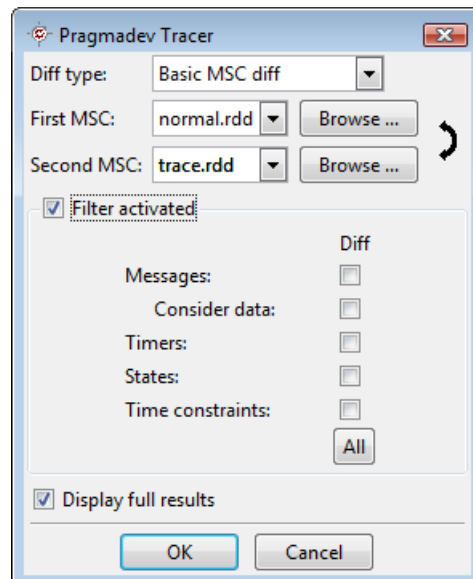 Pragmadev Tracer
Diff type: Basic MSC diff
First MSC: normal.rdd Browse ...
Second MSC: trace.rdd Browse ...
Filter activated
Diff
Messages:
Consider data:
Timers:
States:
Time constraints:
All
Display full results
OK Cancel